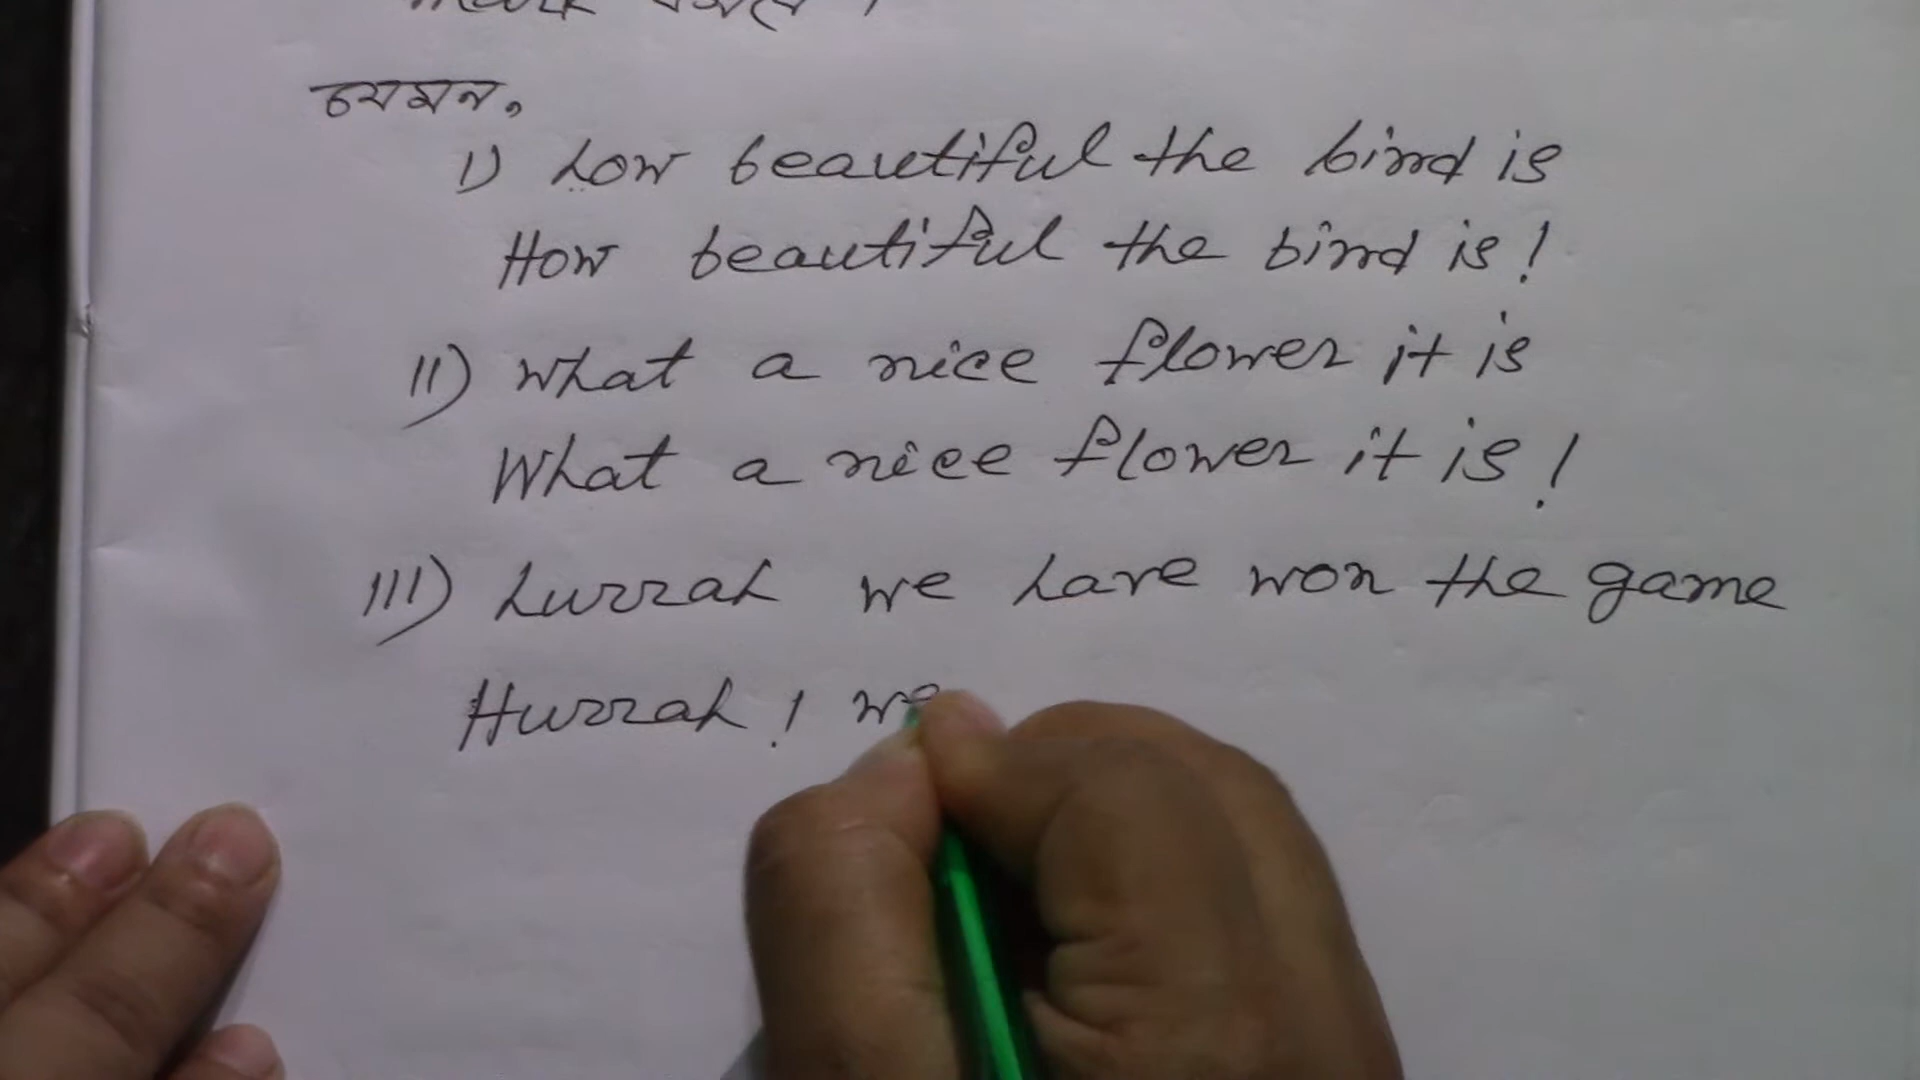 যেমন,
i) how beautiful the bird is
How beautiful the bird is!
ii) what a nice flower it is
What a nice flower it is!
iii) hurrah we have won the game
Hurrah! we